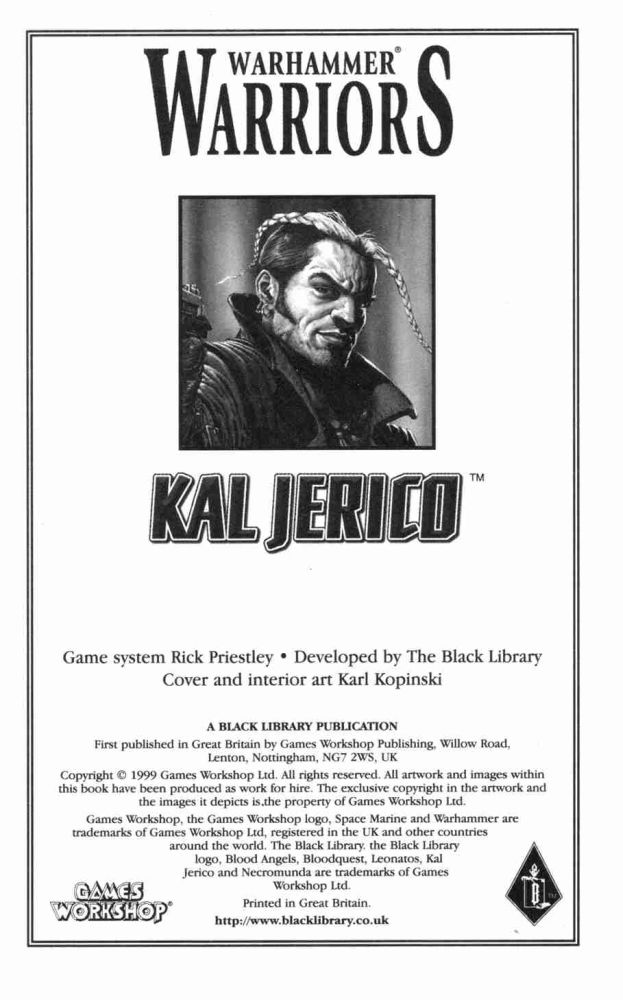 WARHAMMER®
WARRIORS
KAL JERICO™
Game system Rick Priestley • Developed by The Black Library
Cover and interior art Karl Kopinski
A BLACK LIBRARY PUBLICATION
First published in Great Britain by Games Workshop Publishing, Willow Road,
Lenton, Nottingham, NG7 2WS, UK
Copyright © 1999 Games Workshop Ltd. All rights reserved. All artwork and images within
this book have been produced as work for hire. The exclusive copyright in the artwork and
the images it depicts is.the property of Games Workshop Ltd.
Games Workshop, the Games Workshop logo, Space Marine and Warhammer are
trademarks of Games Workshop Ltd, registered in the UK and other countries
around the world. The Black Library. the Black Library
logo, Blood Angels, Bloodquest, Leonatos, Kal
Jerico and Necromunda are trademarks of Games
Workshop Ltd.
Printed in Great Britain.
http://www.blacklibrary.co.uk
GAMES
WORKSHOP®
BL™